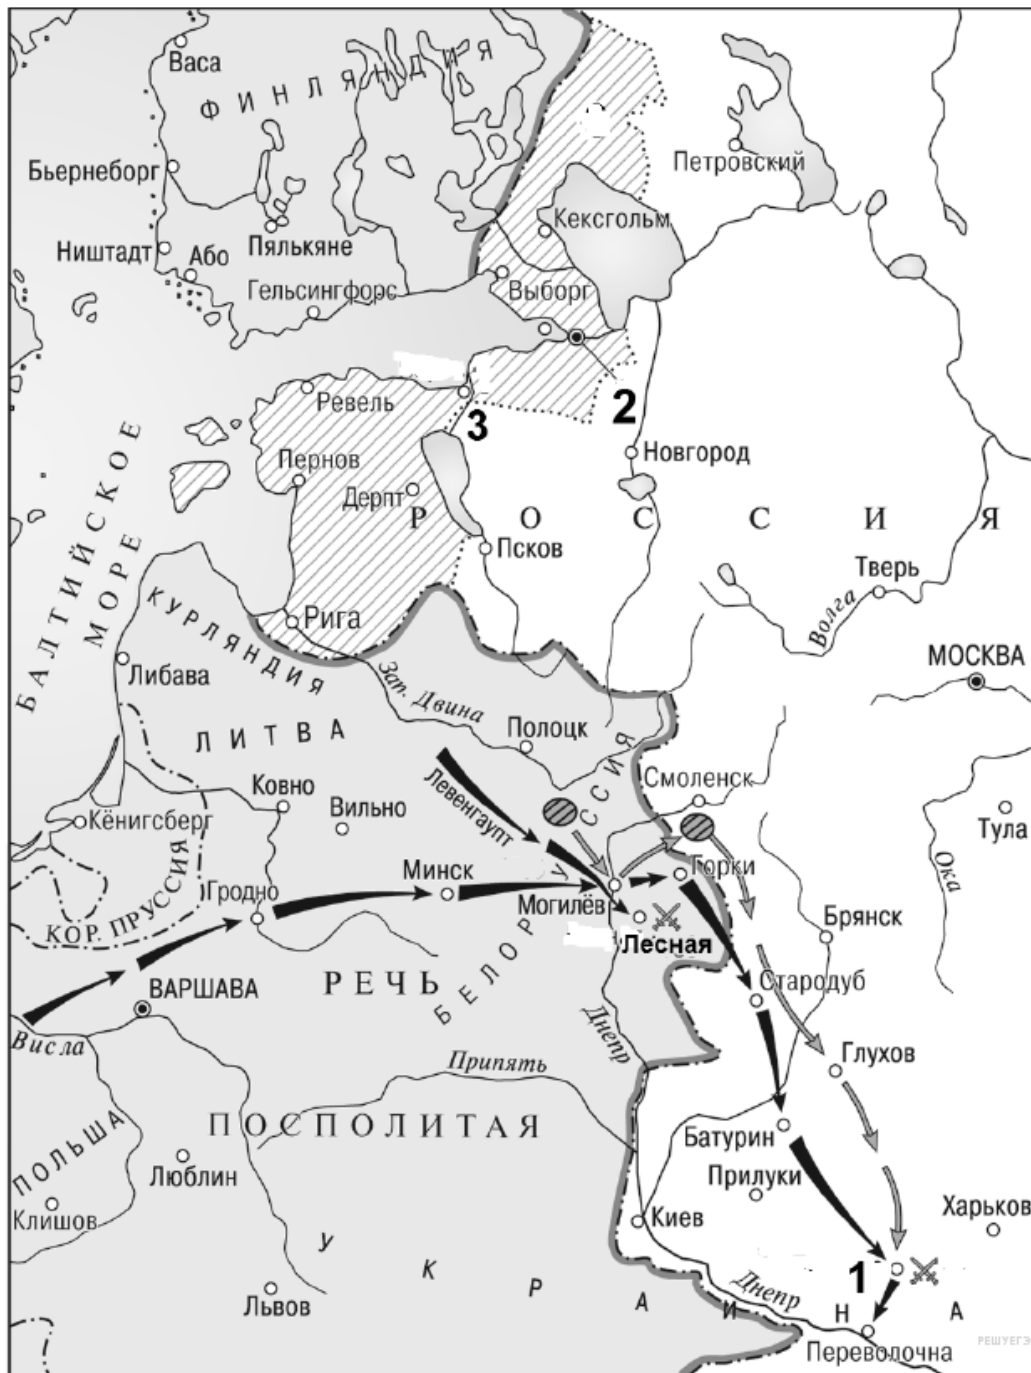 Васа
ФИНЛЯНДИЯ
Бьернеборг
Петровский
Кексгольм
Ништадт
Або
Пялькяне
Гельсингфорс
Выборг
Ревель
3
2
Новгород
Пернов
Дерпт
РОССИЯ
Псков
Тверь
Волга
БАЛТИЙСКОЕ
МОРЕ
КУРЛЯНДИЯ
Рига
МОСКВА
Либава
Зап. Двина
ЛИТВА
Полоцк
Смоленск
Ковно
Вильно
Левенгаупт
Кёнигсберг
Тула
Ока
КОР. ПРУССИЯ
Гродно
Минск
Горки
Могилёв
Брянск
Лесная
БЕЛОРУССИЯ
РЕЧЬ
ВАРШАВА
Стародуб
Висла
Днепр
Глухов
Припять
ПОСПОЛИТАЯ
Батурин
ПОЛЬША
Люблин
Прилуки
Клишов
Киев
Харьков
1
УКРАИНА
Львов
Днепр
Переволочна
РЕШУЕГЭ